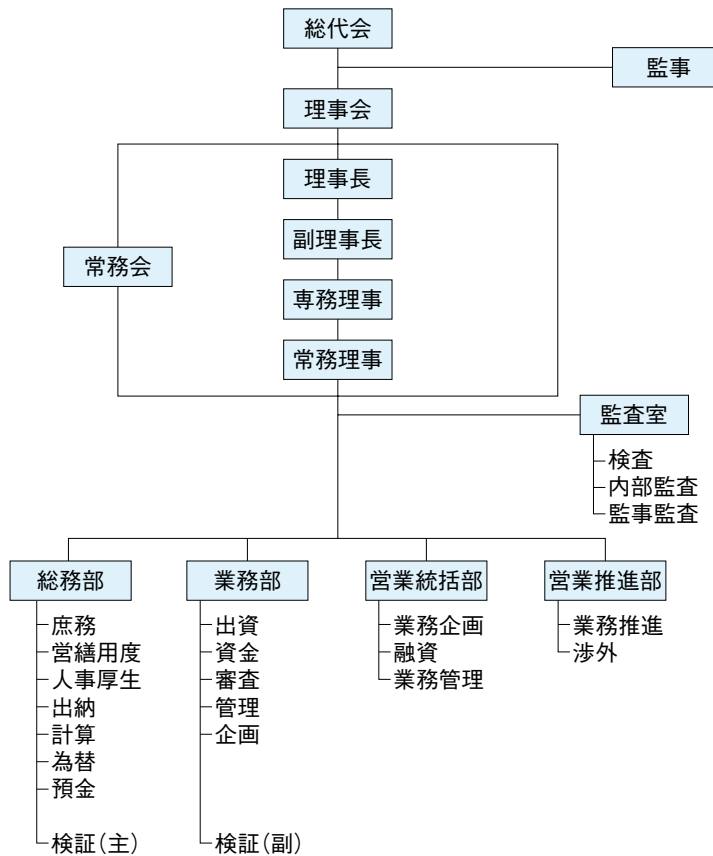 総代会
監事
理事会
理事長
副理事長
常務会
専務理事
常務理事
監査室
検査
内部監査
監事監査
総務部
庶務
営繕用度
人事厚生
出納
計算
為替
預金
検証(主)
業務部
出資
資金
審査
管理
企画
検証(副)
営業統括部
業務企画
融資
業務管理
営業推進部
業務推進
渉外